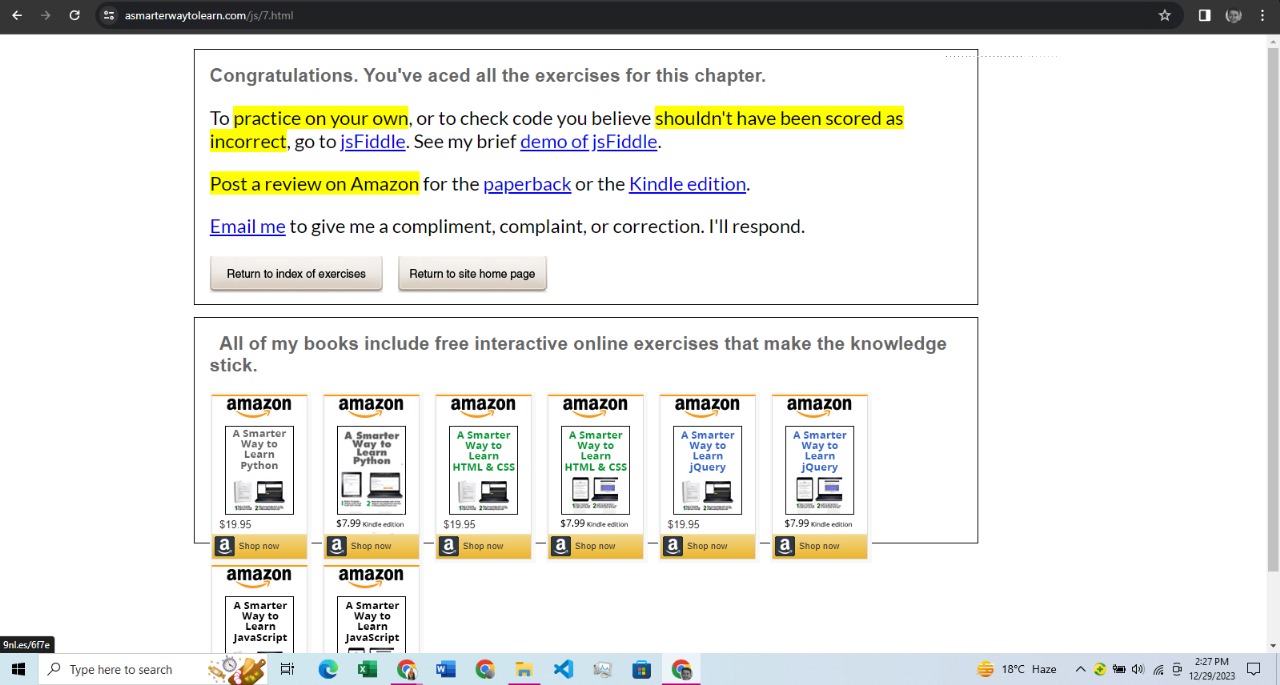 asmarterwaytolearn.com/js/7.html
Congratulations. You've aced all the exercises for this chapter.
To practice on your own, or to check code you believe shouldn't have been scored as
incorrect, go to jsFiddle. See my brief demo of jsFiddle.
Post a review on Amazon for the paperback or the Kindle edition.
Email me to give me a compliment, complaint, or correction. I'll respond.
Return to index of exercises Return to site home page
All of my books include free interactive online exercises that make the knowledge
stick.
amazon amazon amazon amazon amazon amazon
A Smarter A Smarter A Smarter A Smarter A Smarter A Smarter
Way to Way to Way to Way to Way to Way to
Learn Learn Learn Learn Learn Learn
Python Python HTML & CSS HTML & CSS jQuery jQuery
$19.95 $7.99 Kindle edition $19.95 $7.99 Kindle edition $19.95 $7.99 Kindle edition
a Shop now a Shop now a Shop now a Shop now a Shop now a Shop now
amazon amazon
A Smarter A Smarter
Way to Way to
Learn Learn
JavaScript JavaScript
9nl.es/6f7e
Type here to search
18°C Haze
2:27 PM
12/29/2023